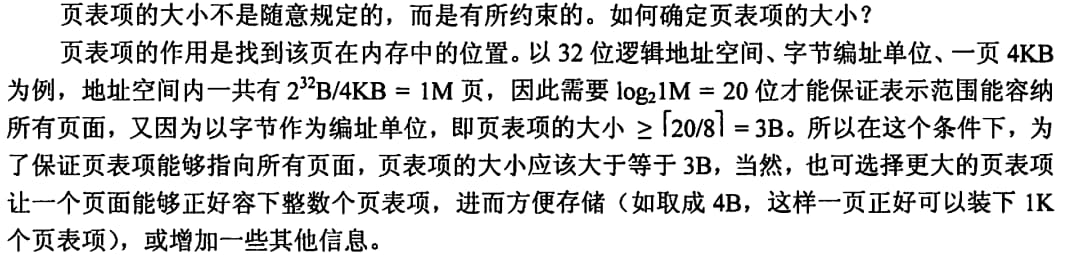 页表项的大小不是随意规定的，而是有所约束的。如何确定页表项的大小？
页表项的作用是找到该页在内存中的位置。以 32 位逻辑地址空间、字节编址单位、一页 4KB
为例，地址空间内一共有 2³²B/4KB = 1M 页，因此需要 log₂1M = 20 位才能保证表示范围能容纳
所有页面，又因为以字节作为编址单位，即页表项的大小 ≥ ⌈20/8⌉ = 3B。所以在这个条件下，为
了保证页表项能够指向所有页面，页表项的大小应该大于等于 3B，当然，也可选择更大的页表项
让一个页面能够正好容下整数个页表项，进而方便存储（如取成 4B，这样一页正好可以装下 1K
个页表项），或增加一些其他信息。